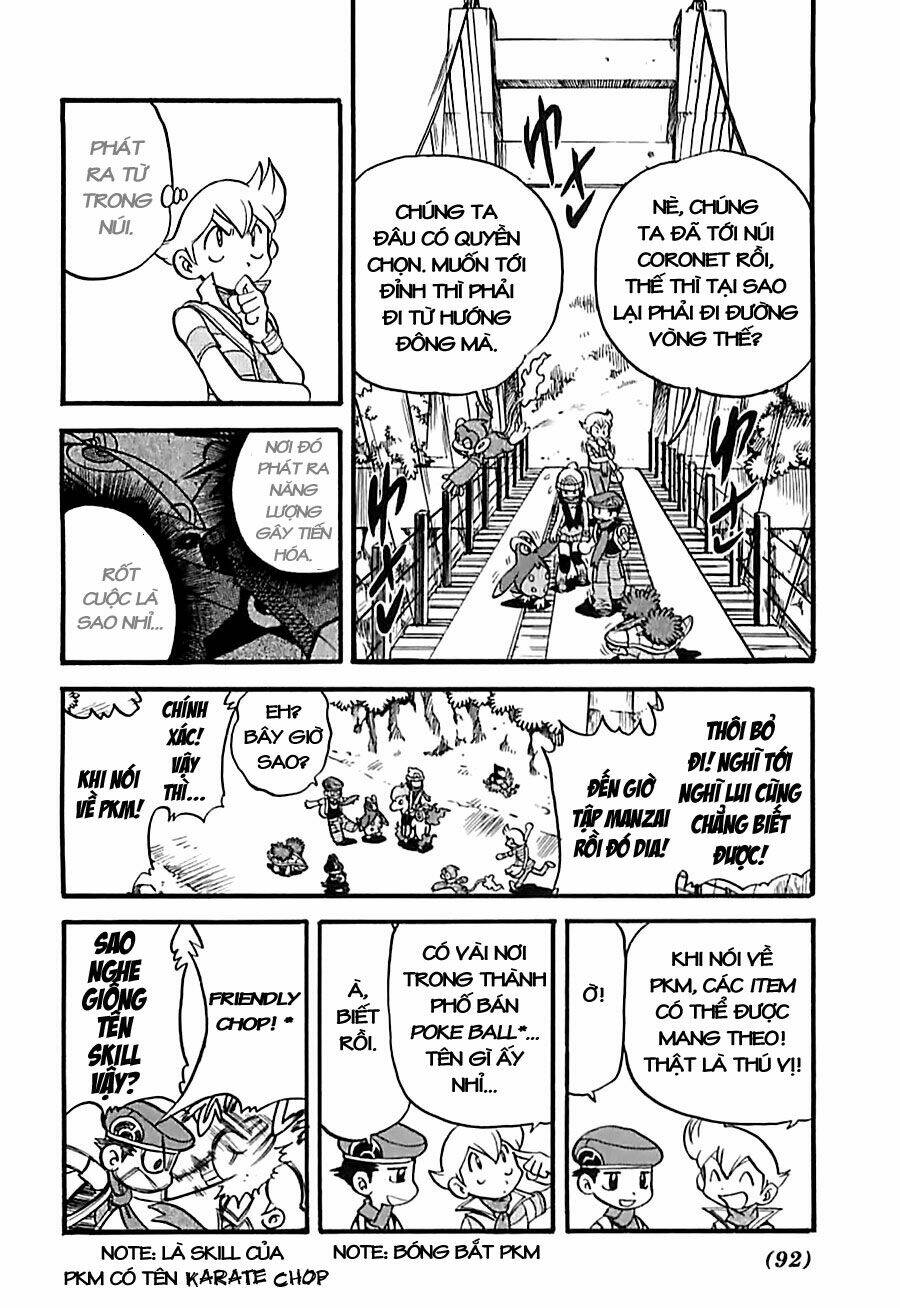 NÈ, CHÚNG
TA ĐÃ TỚI NÚI
CORONET RỒI,
THẾ THÌ TẠI SAO
LẠI PHẢI ĐI ĐƯỜNG
VÒNG THẾ?
CHÚNG TA
ĐÂU CÓ QUYỀN
CHỌN. MUỐN TỚI
ĐỈNH THÌ PHẢI
ĐI TỪ HƯỚNG
ĐÔNG MÀ.
ゆさ
ゆさ
PHÁT
RA TỪ
TRONG
NÚI.
NƠI ĐÓ
PHÁT RA
NĂNG
LƯỢNG
GÂY TIẾN
HÓA.
RỐT
CUỘC LÀ
SAO NHỈ...
THÔI BỎ
ĐI! NGHĨ TỚI
NGHĨ LUI CŨNG
CHẲNG BIẾT
ĐƯỢC!
ĐẾN GIỜ
TẬP MANZAI
RỒI ĐÓ DIA!
EH?
BÂY GIỜ
SAO?
CHÍNH
XÁC!
VẬY
THÌ...
KHI NÓI
VỀ PKM!
KHI NÓI VỀ
PKM, CÁC ITEM
CÓ THỂ ĐƯỢC
MANG THEO!
THẬT LÀ THÚ VỊ!
Ờ!
CÓ VÀI NƠI
TRONG THÀNH
PHỐ BÁN
POKE BALL*...
TÊN GÌ ẤY
NHỈ...
À,
BIẾT
RỒI.
FRIENDLY
CHOP! *
SAO
NGHE
GIỐNG
TÊN
SKILL
VẬY?
NOTE: BÓNG BẮT PKM
NOTE: LÀ SKILL CỦA
PKM CÓ TÊN KARATE CHOP
(92)